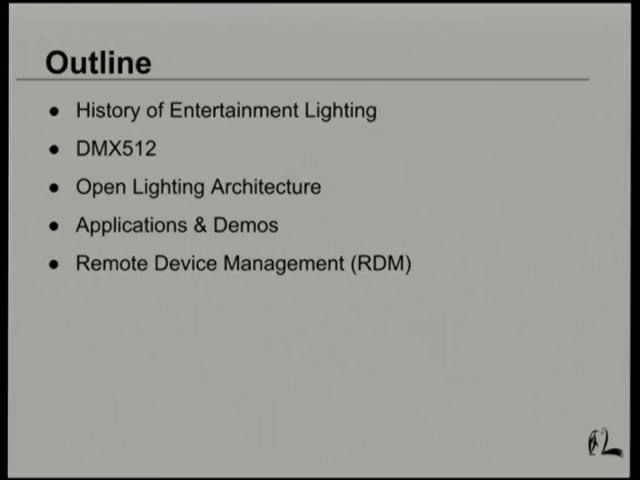 Outline
● History of Entertainment Lighting
● DMX512
● Open Lighting Architecture
● Applications & Demos
● Remote Device Management (RDM)